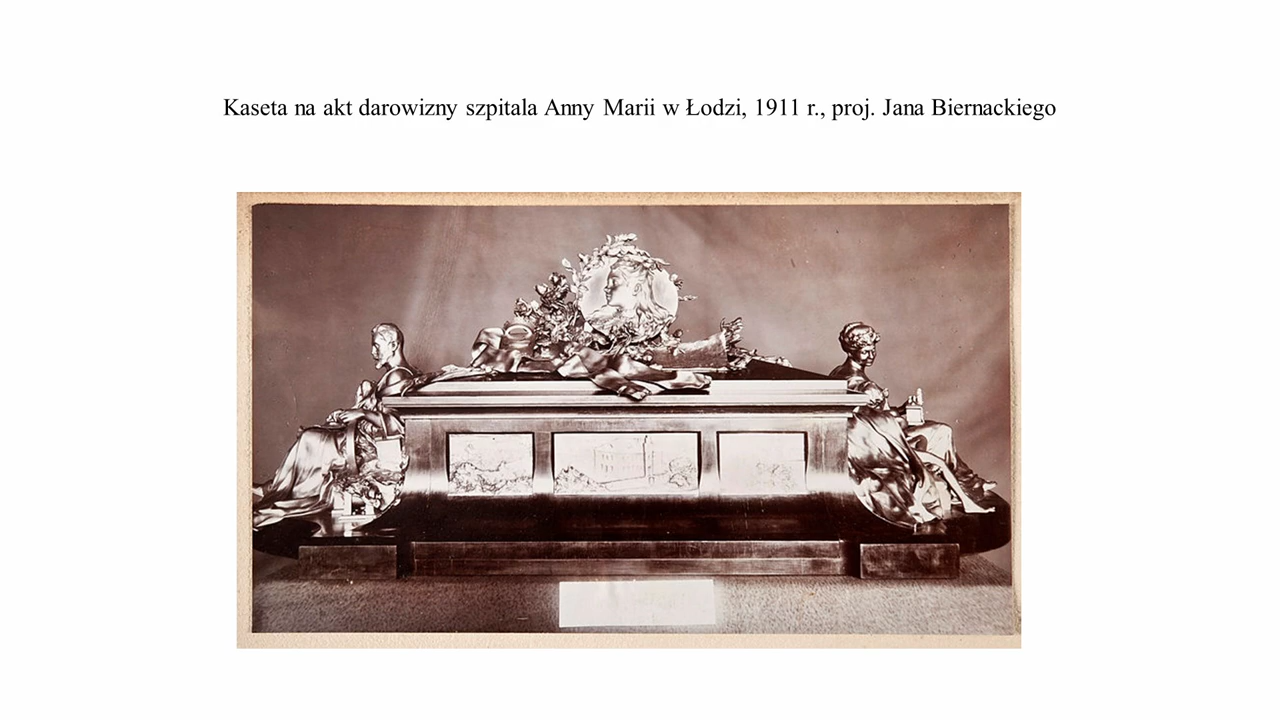 Kaseta na akt darowizny szpitala Anny Marii w Łodzi, 1911 r., proj. Jana Biernackiego